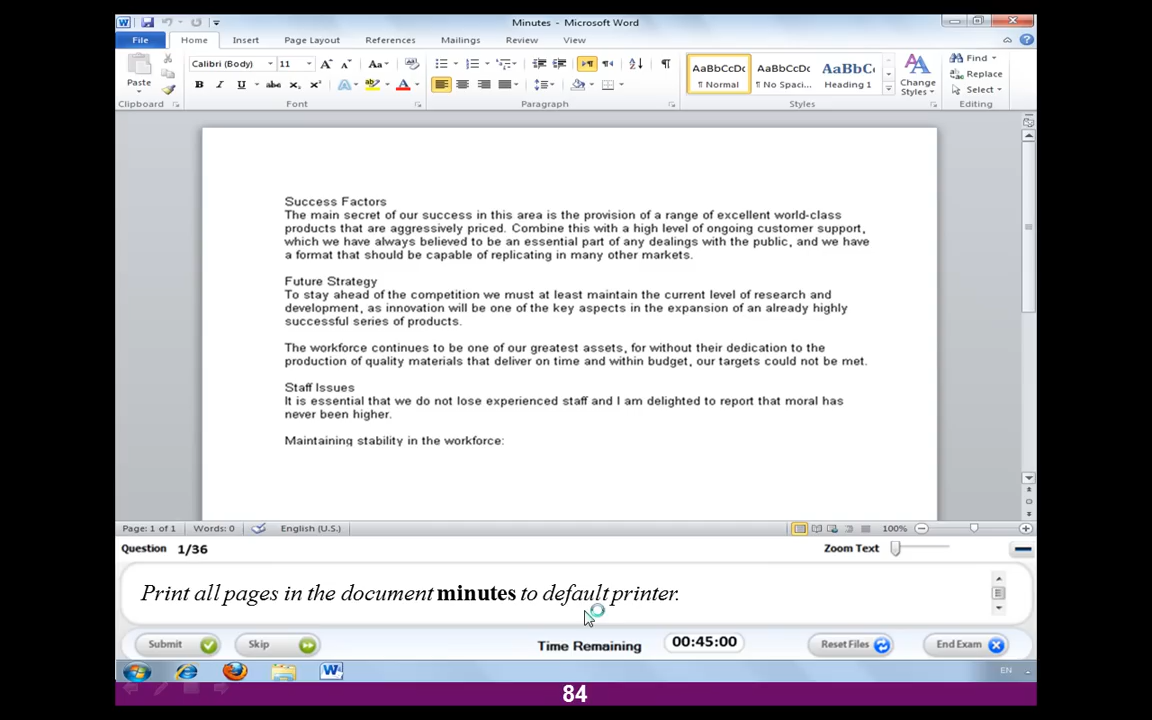 Minutes - Microsoft Word
File Home Insert Page Layout References Mailings Review View
Calibri (Body) 11 Aa
Paste B I U abc X₂ X² A
AaBbCcDc AaBbCcDc AaBbC
¶ Normal ¶ No Spaci... Heading 1
Change Styles
Find
Replace
Select
Clipboard Font Paragraph Styles Editing
Success Factors
The main secret of our success in this area is the provision of a range of excellent world-class
products that are aggressively priced. Combine this with a high level of ongoing customer support,
which we have always believed to be an essential part of any dealings with the public, and we have
a format that should be capable of replicating in many other markets.
Future Strategy
To stay ahead of the competition we must at least maintain the current level of research and
development, as innovation will be one of the key aspects in the expansion of an already highly
successful series of products.
The workforce continues to be one of our greatest assets, for without their dedication to the
production of quality materials that deliver on time and within budget, our targets could not be met.
Staff Issues
It is essential that we do not lose experienced staff and I am delighted to report that moral has
never been higher.
Maintaining stability in the workforce:
Page: 1 of 1 Words: 0 English (U.S.) 100%
Question 1/36 Zoom Text
Print all pages in the document minutes to default printer.
Submit Skip Time Remaining 00:45:00 Reset Files End Exam
EN
84